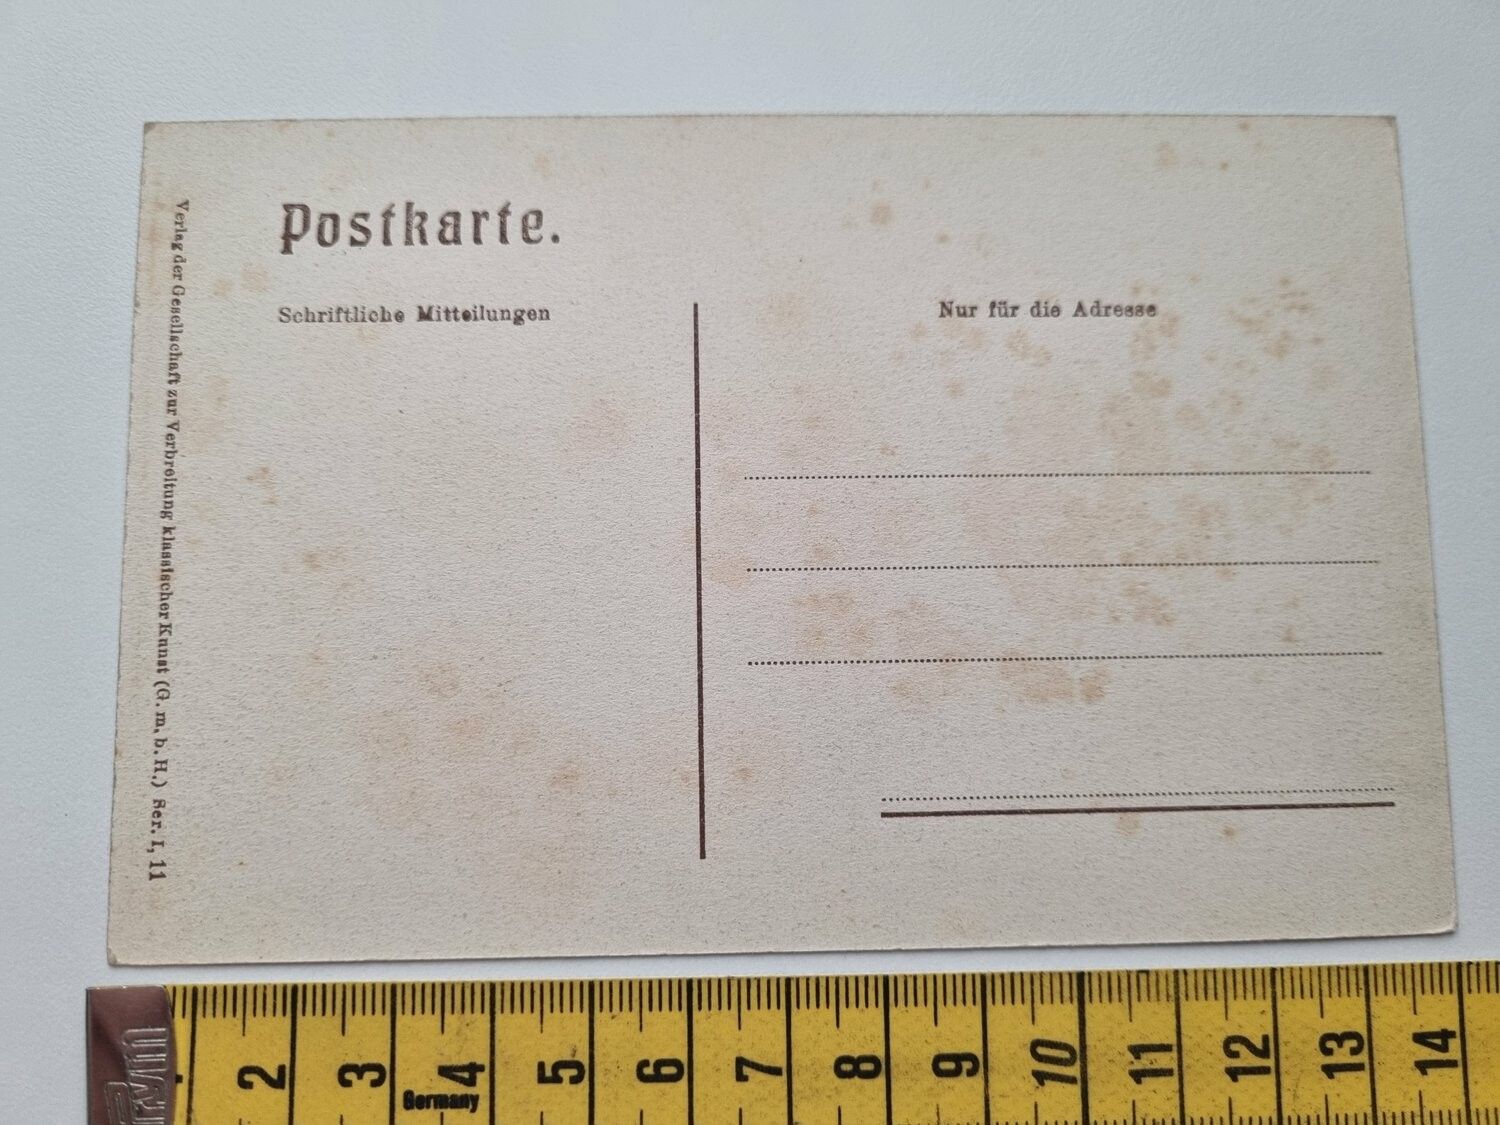 Postkarte.
Schriftliche Mitteilungen
Nur für die Adresse
Verlag der Gesellschaft zur Verbreitung klassischer Kunst (G. m. b. H.) Ser. I, 11
2 3 4 5 6 7 8 9 10 11 12 13 14
Germany